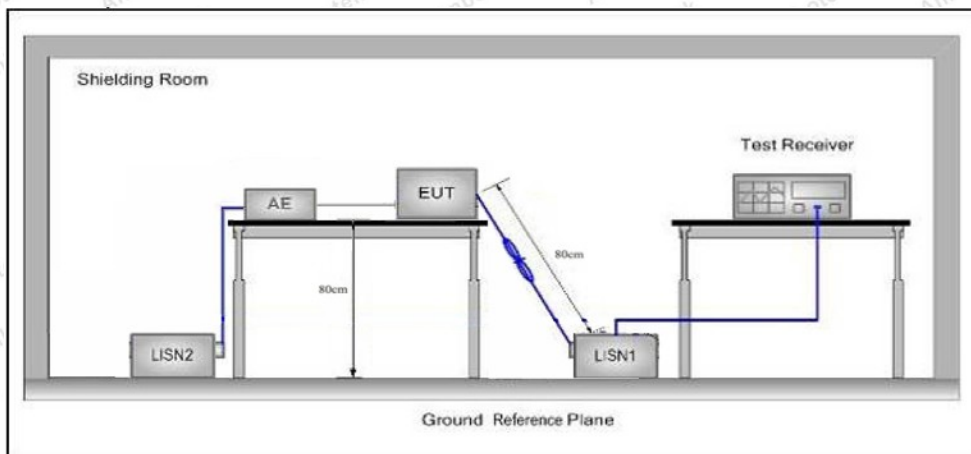 Shielding Room
Test Receiver
AE
EUT
80cm
80cm
LISN2
LISN1
Ground Reference Plane